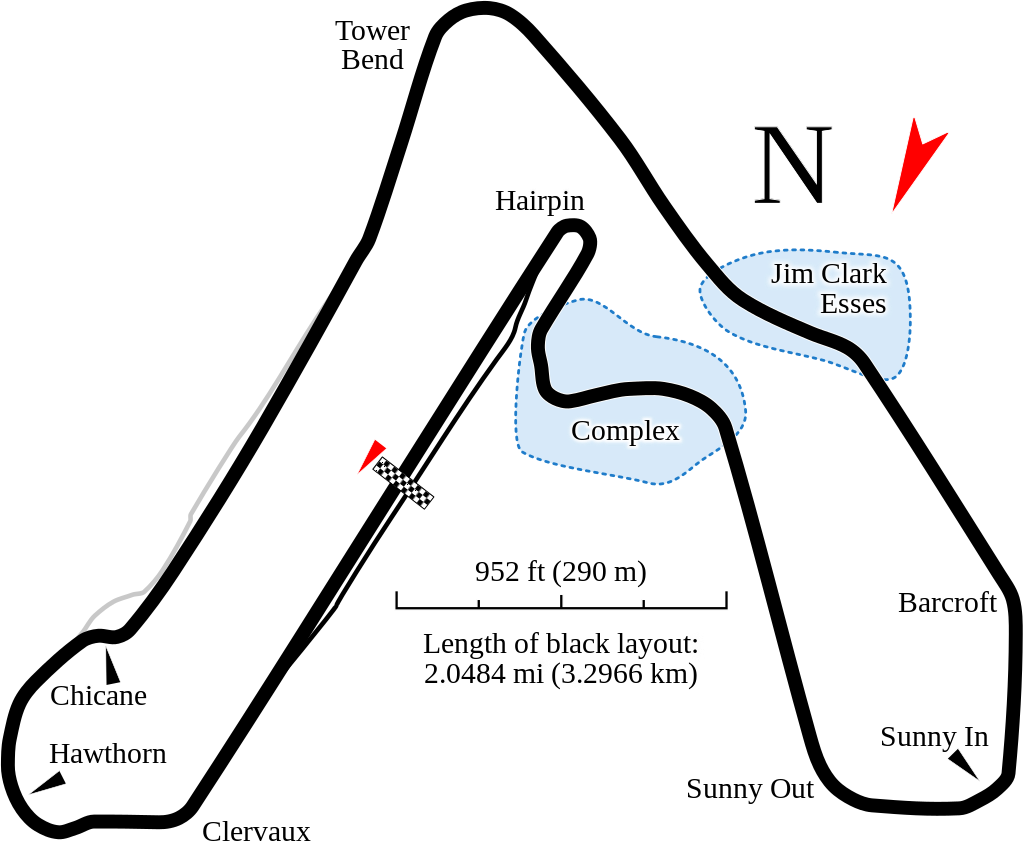 Tower
Bend
N
Hairpin
Jim Clark
Esses
Complex
952 ft (290 m)
Barcroft
Length of black layout:
2.0484 mi (3.2966 km)
Chicane
Sunny In
Hawthorn
Sunny Out
Clervaux